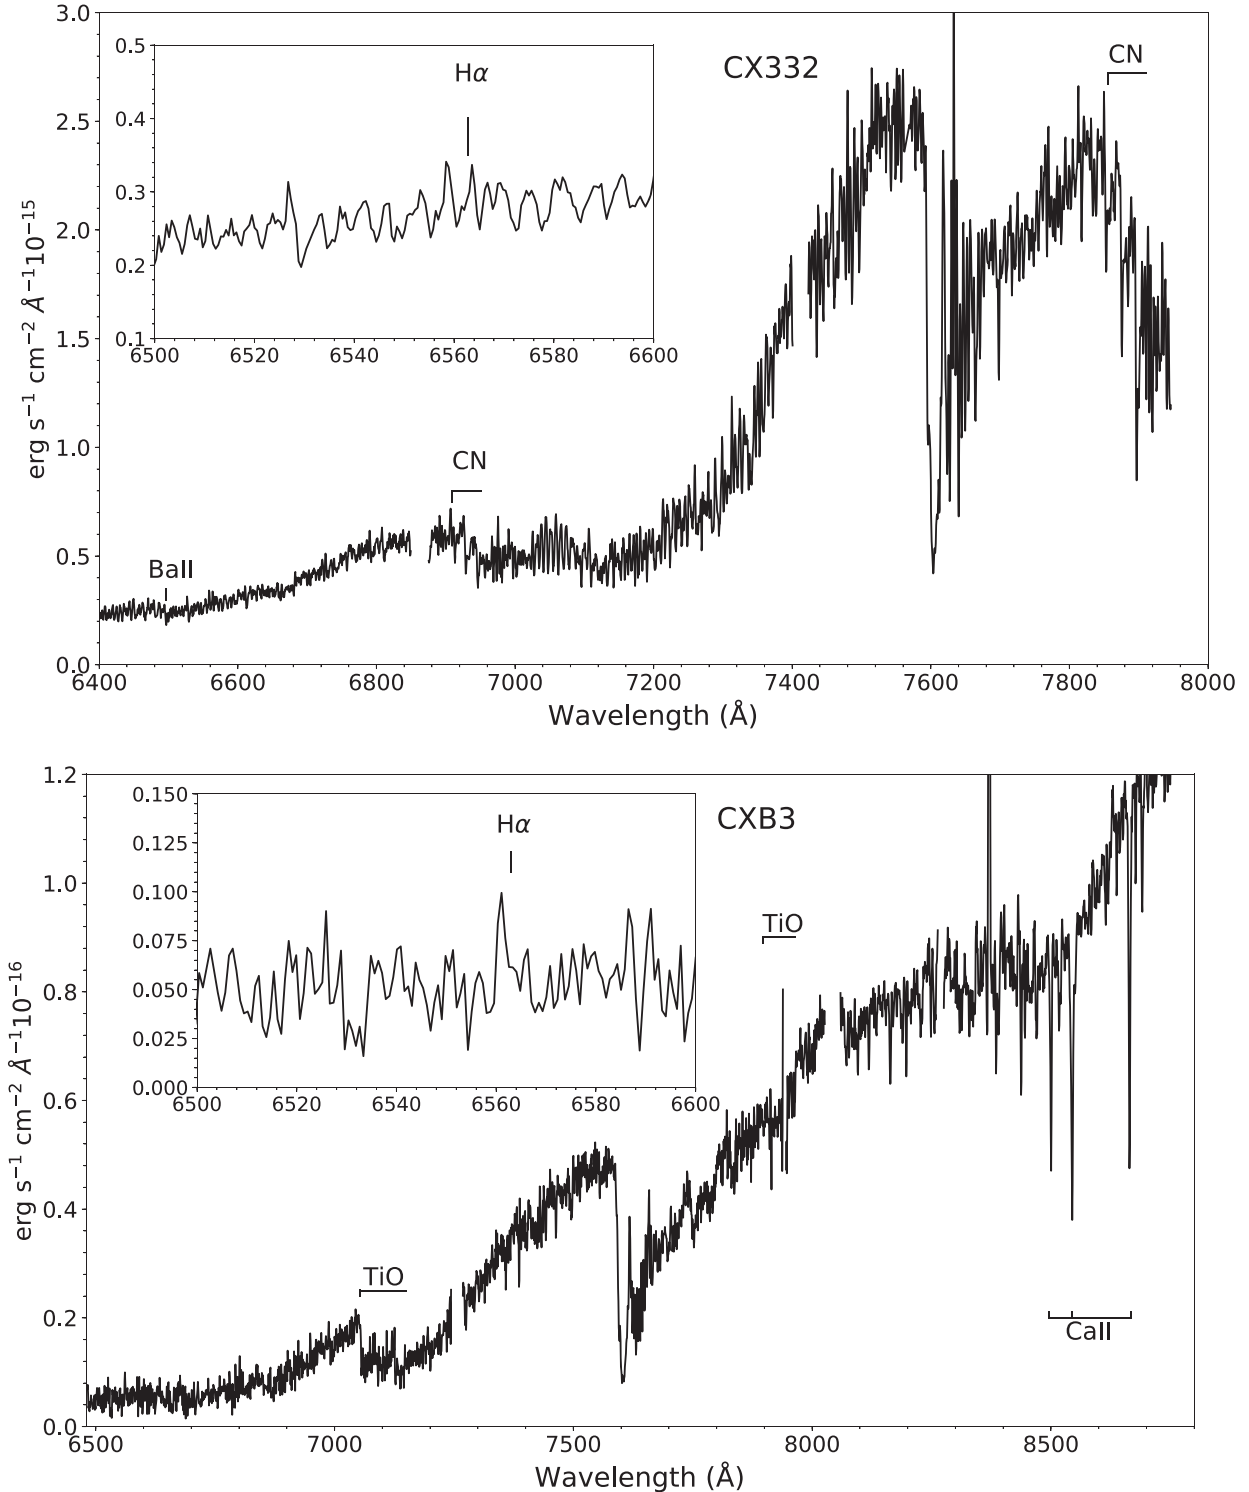 3.0
2.5
2.0
1.5
1.0
0.5
0.0
erg s⁻¹ cm⁻² Å⁻¹10⁻¹⁵
0.5
0.4
0.3
0.2
0.1
6500 6520 6540 6560 6580 6600
Hα
CX332
CN
CN
BaII
6400 6600 6800 7000 7200 7400 7600 7800 8000
Wavelength (Å)
1.2
1.0
0.8
0.6
0.4
0.2
0.0
erg s⁻¹ cm⁻² Å⁻¹10⁻¹⁶
0.150
0.125
0.100
0.075
0.050
0.025
0.000
6500 6520 6540 6560 6580 6600
Hα
CXB3
TiO
TiO
CaII
6500 7000 7500 8000 8500
Wavelength (Å)